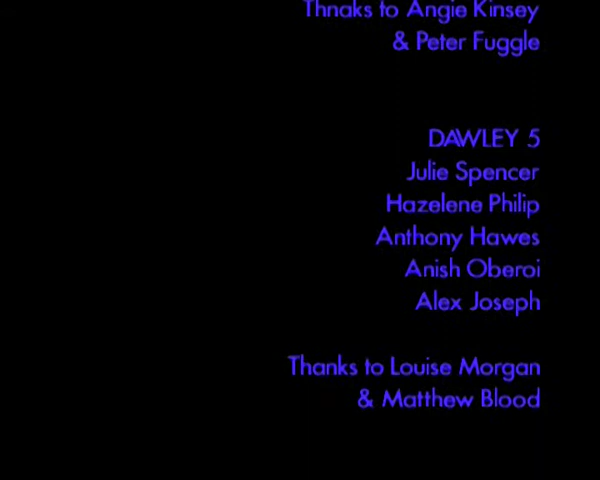 Thnaks to Angie Kinsey
& Peter Fuggle
DAWLEY 5
Julie Spencer
Hazelene Philip
Anthony Hawes
Anish Oberoi
Alex Joseph
Thanks to Louise Morgan
& Matthew Blood